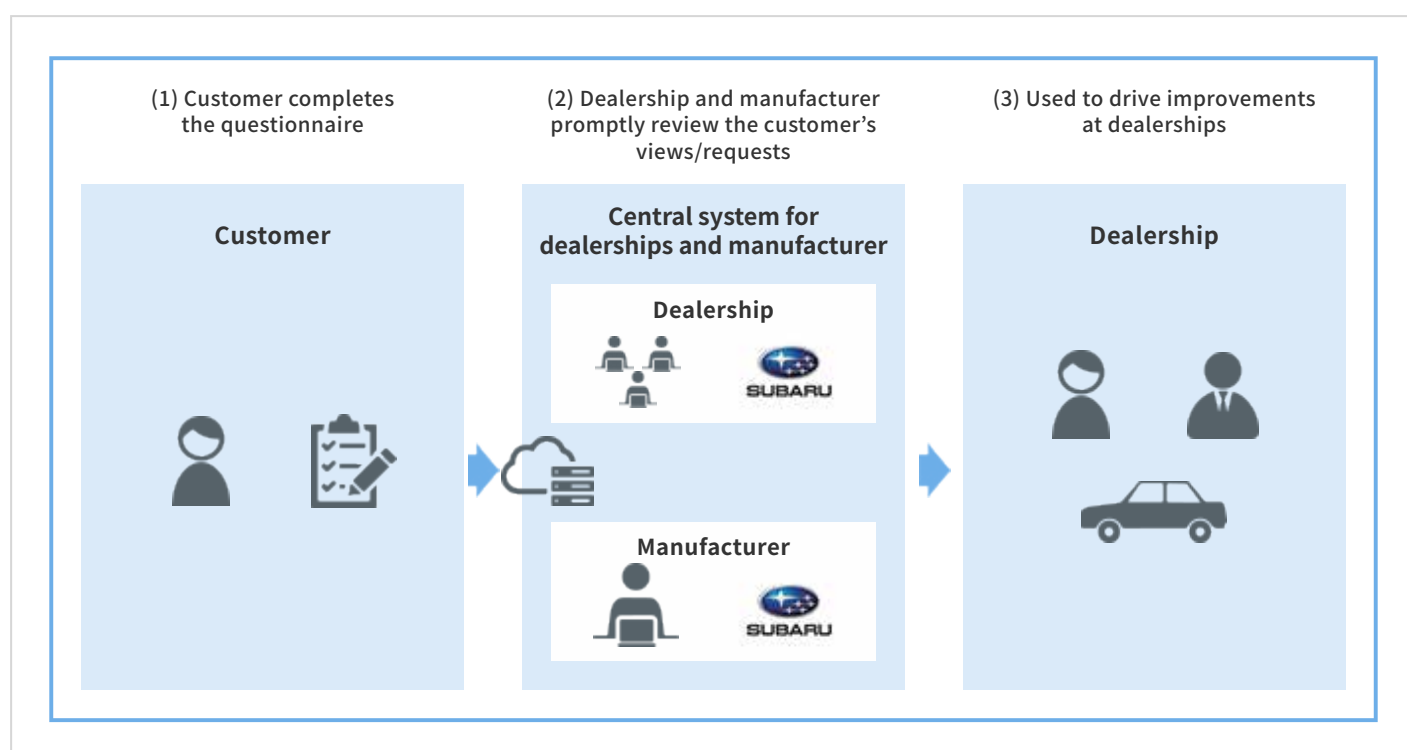 (1) Customer completes
the questionnaire
(2) Dealership and manufacturer
promptly review the customer’s
views/requests
(3) Used to drive improvements
at dealerships
Customer
Central system for
dealerships and manufacturer
Dealership
SUBARU
Manufacturer
SUBARU
Dealership